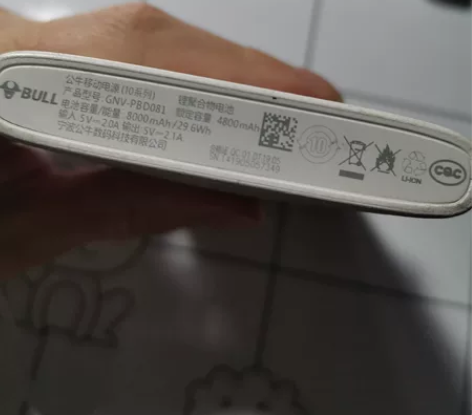 BULL
公牛移动电源(10系列)
产品型号: GNV-PBD081 锂聚合物电池
电池容量/能量: 8000mAh/29.6Wh 额定容量: 4800mAh
输入: 5V⎓2.0A 输出: 5V⎓2.1A
宁波公牛数码科技有限公司
10
LI-ION
CQC